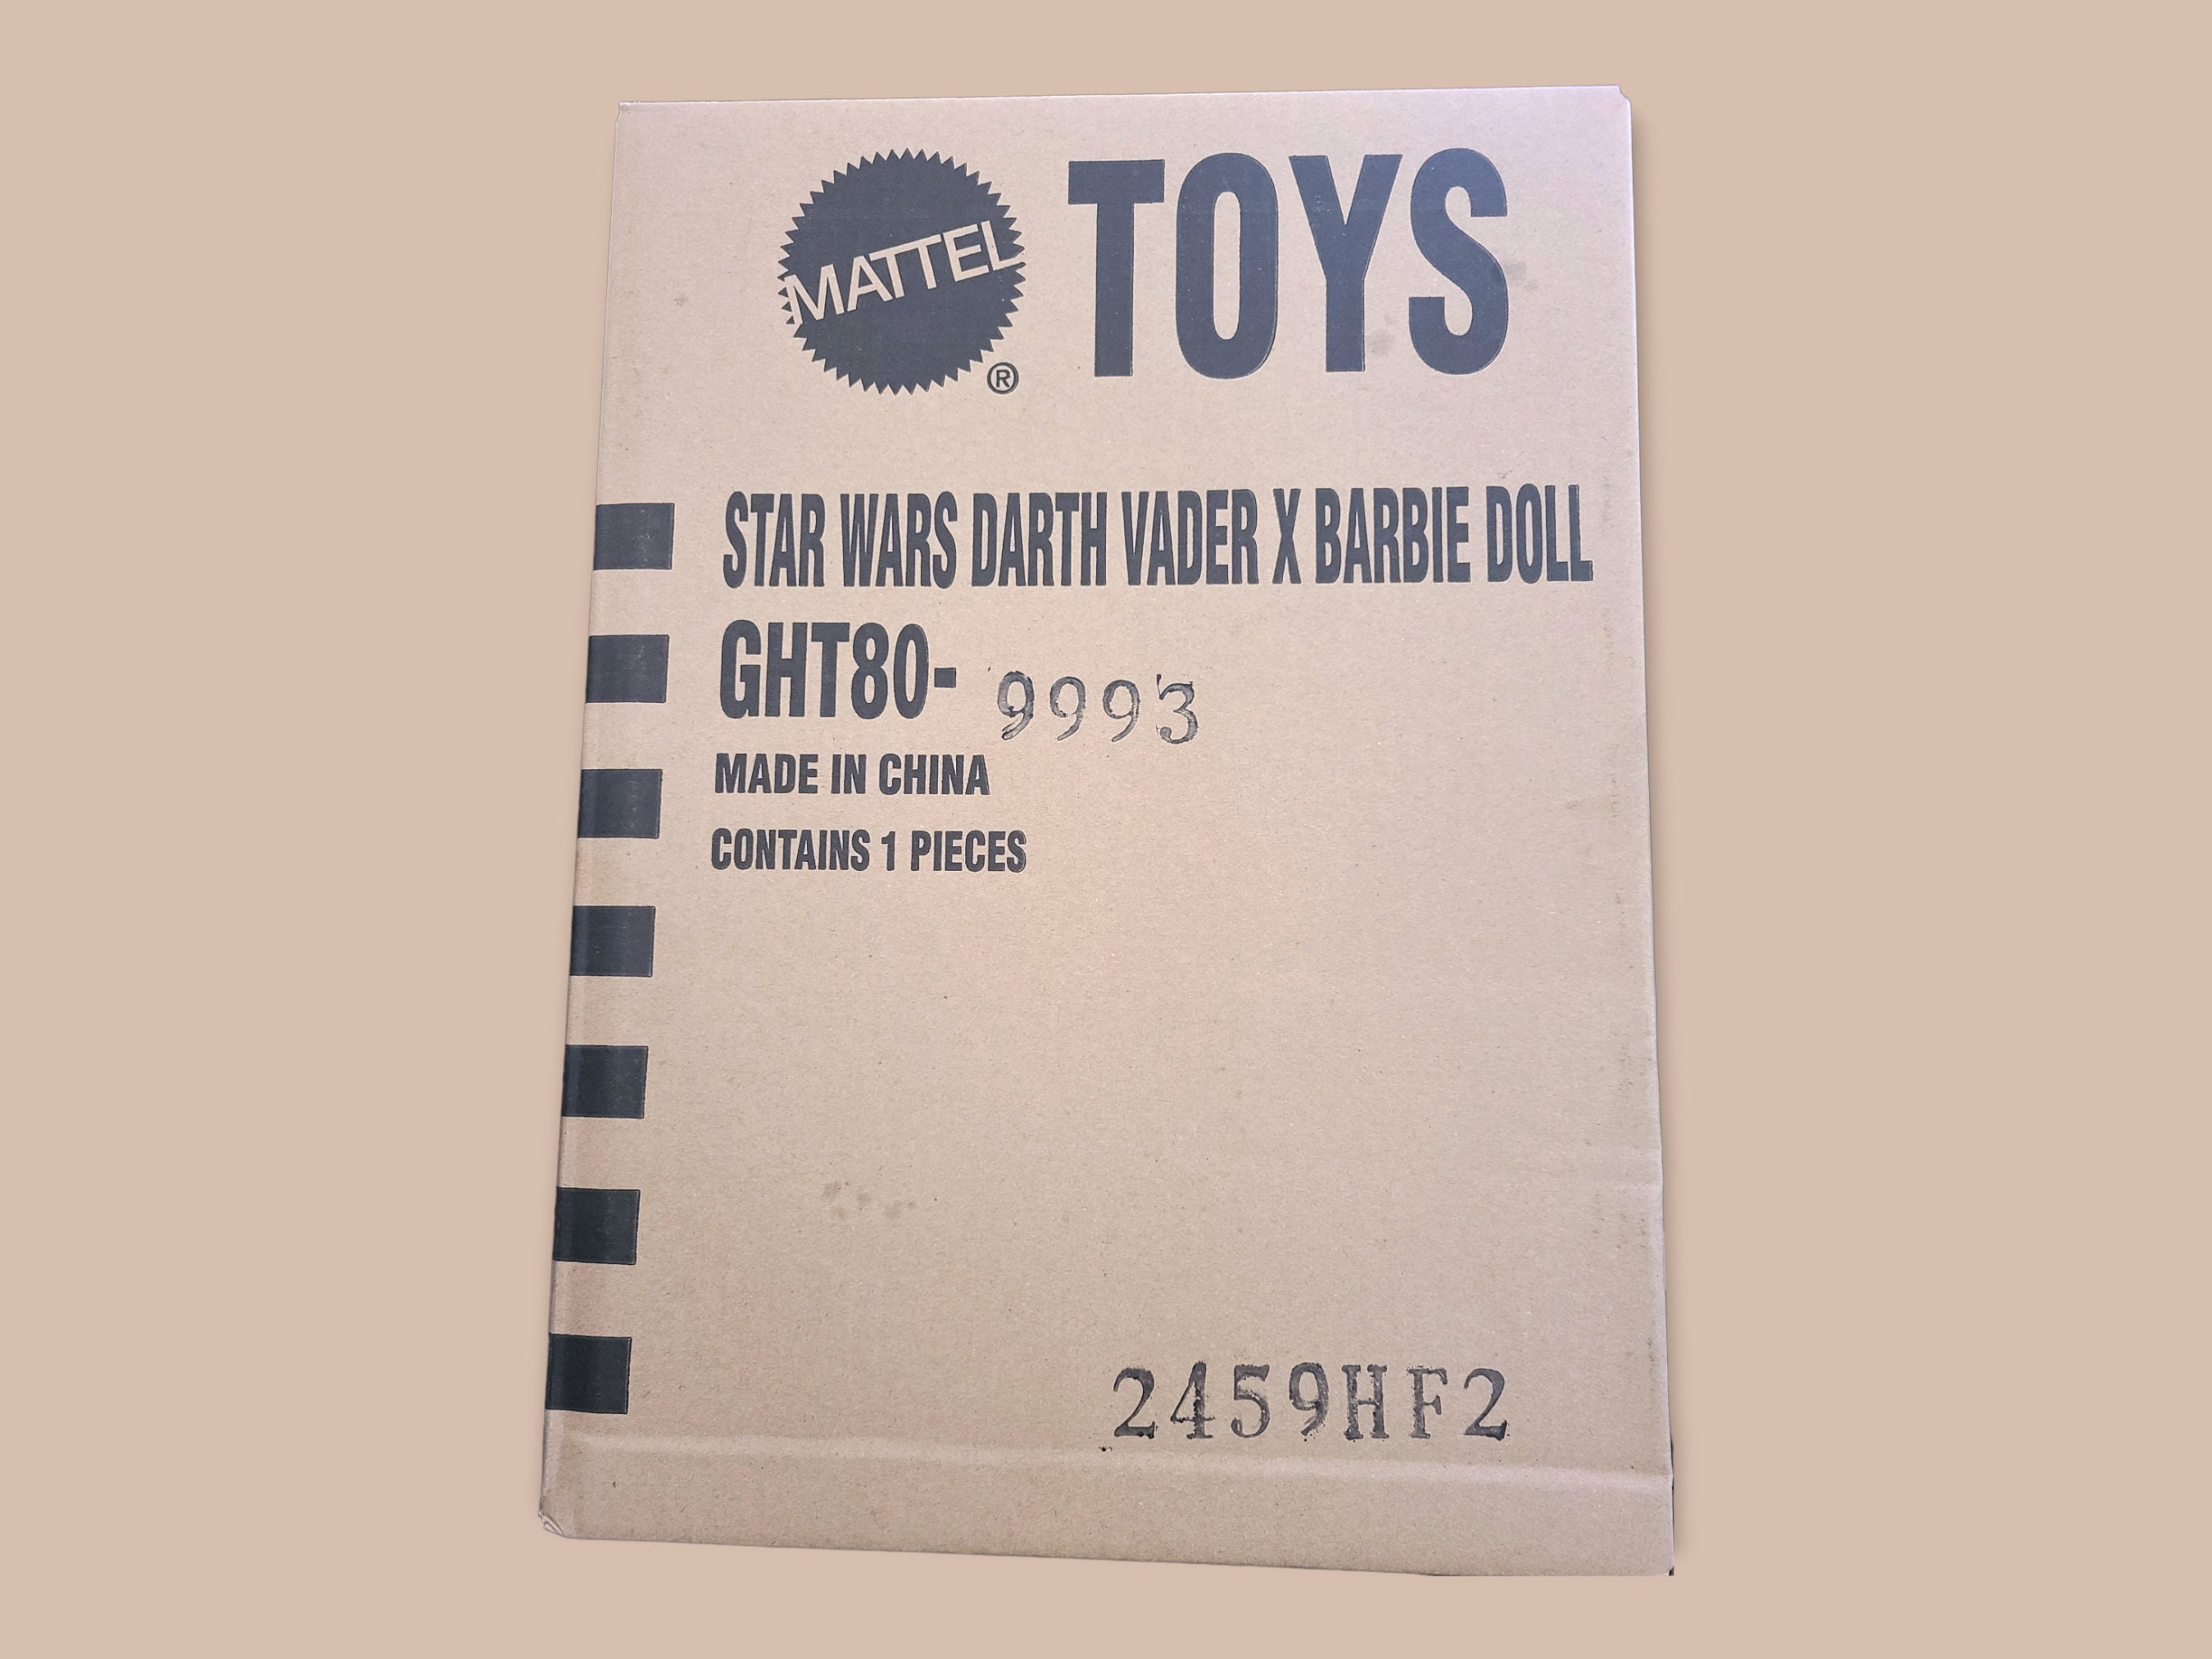 MATTEL ® TOYS
STAR WARS DARTH VADER X BARBIE DOLL
GHT80- 9993
MADE IN CHINA
CONTAINS 1 PIECES
2459HF2